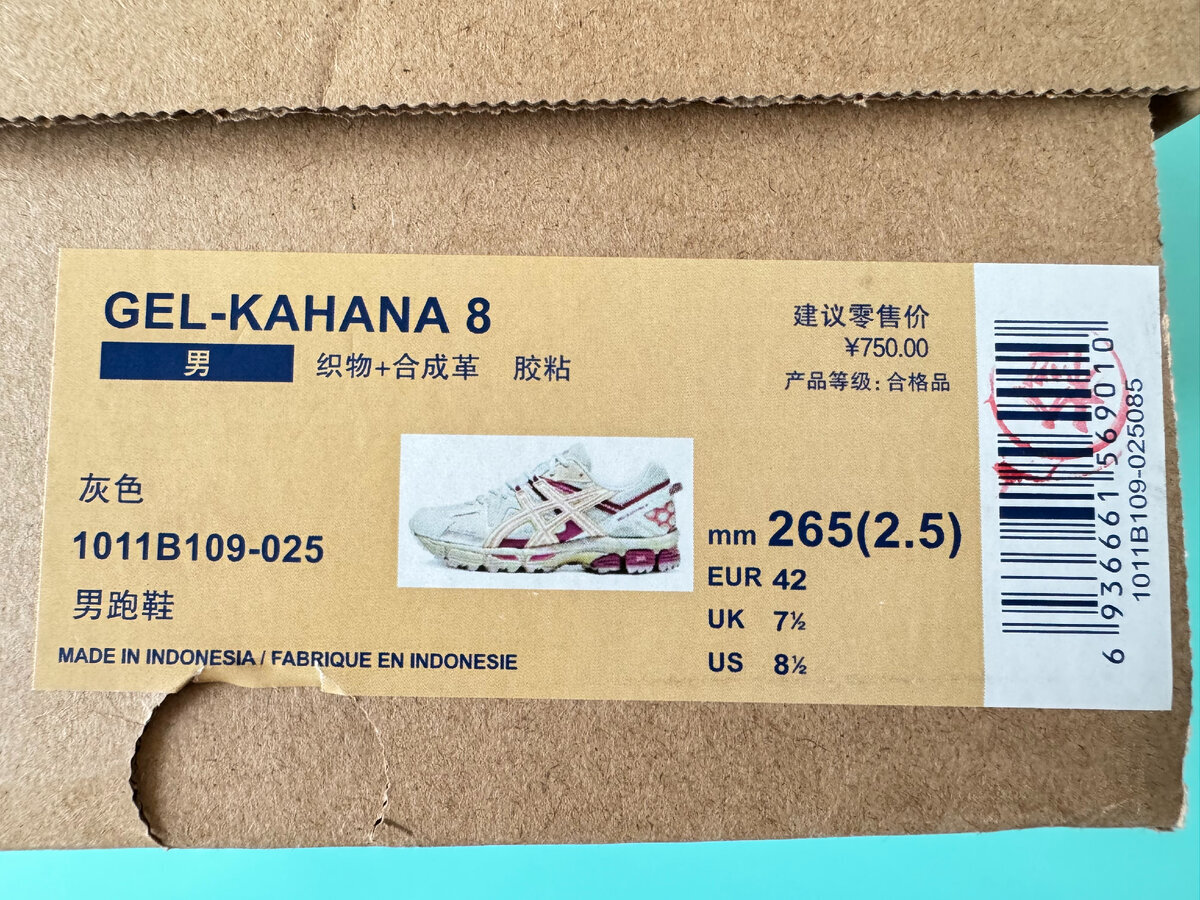 GEL-KAHANA 8
男 织物+合成革 胶粘
建议零售价
¥750.00
产品等级：合格品
灰色
1011B109-025
男跑鞋
MADE IN INDONESIA / FABRIQUE EN INDONESIE
mm 265(2.5)
EUR 42
UK 7½
US 8½
6 936661 569010
1011B109-025085